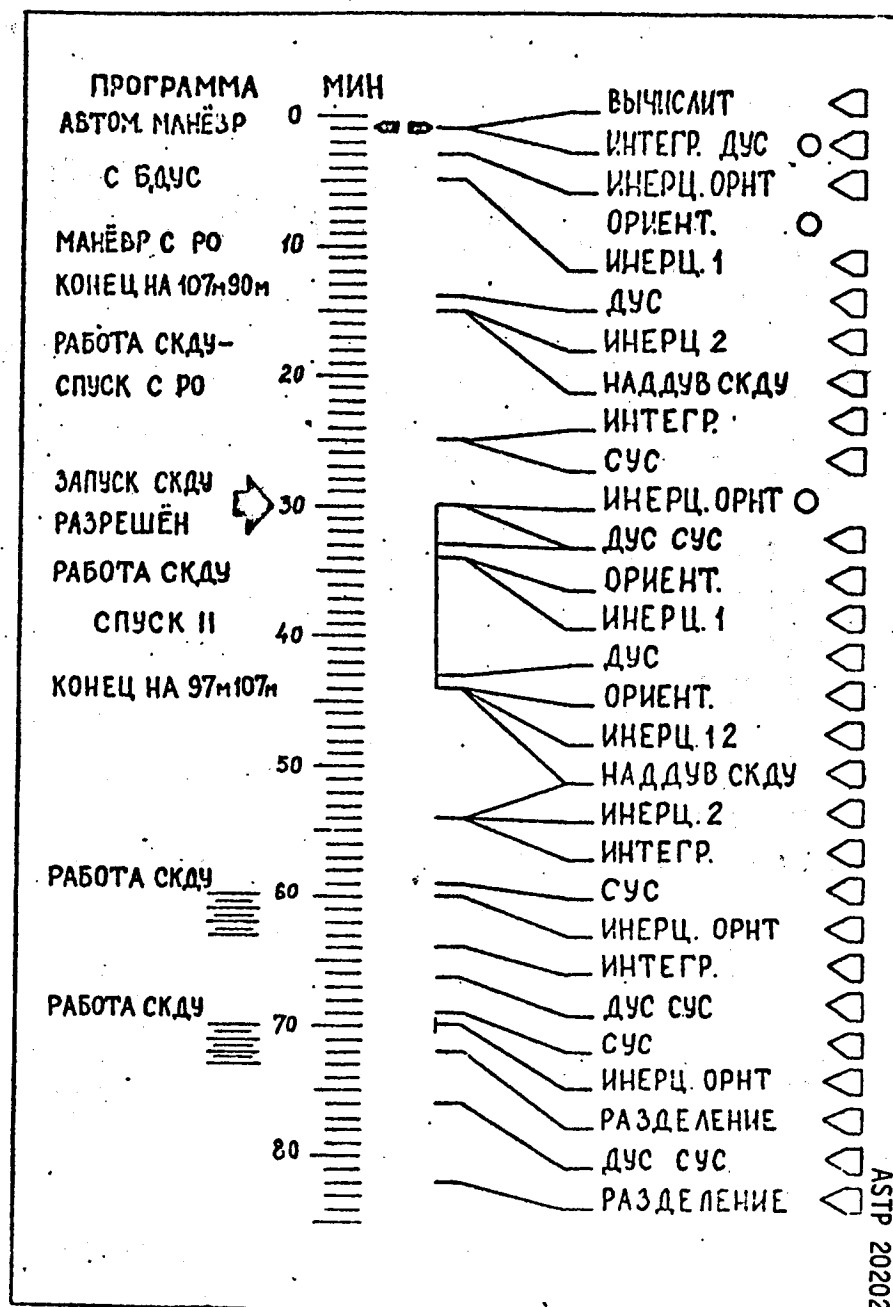 ПРОГРАММА
МИН
АВТОМ. МАНЁВР
С БДУС
МАНЁВР С РО
КОНЕЦ НА 107м90м
РАБОТА СКДУ-
СПУСК С РО
ЗАПУСК СКДУ
РАЗРЕШЁН
РАБОТА СКДУ
СПУСК II
КОНЕЦ НА 97м107м
РАБОТА СКДУ
РАБОТА СКДУ
0
10
20
30
40
50
60
70
80
ВЫЧИСЛИТ
ИНТЕГР. ДУС
ИНЕРЦ. ОРНТ
ОРИЕНТ.
ИНЕРЦ. 1
ДУС
ИНЕРЦ 2
НАДДУВ СКДУ
ИНТЕГР.
СУС
ИНЕРЦ. ОРНТ
ДУС СУС
ОРИЕНТ.
ИНЕРЦ. 1
ДУС
ОРИЕНТ.
ИНЕРЦ. 12
НАДДУВ СКДУ
ИНЕРЦ. 2
ИНТЕГР.
СУС
ИНЕРЦ. ОРНТ
ИНТЕГР.
ДУС СУС
СУС
ИНЕРЦ. ОРНТ
РАЗДЕЛЕНИЕ
ДУС СУС
РАЗДЕЛЕНИЕ
ASTP 20202